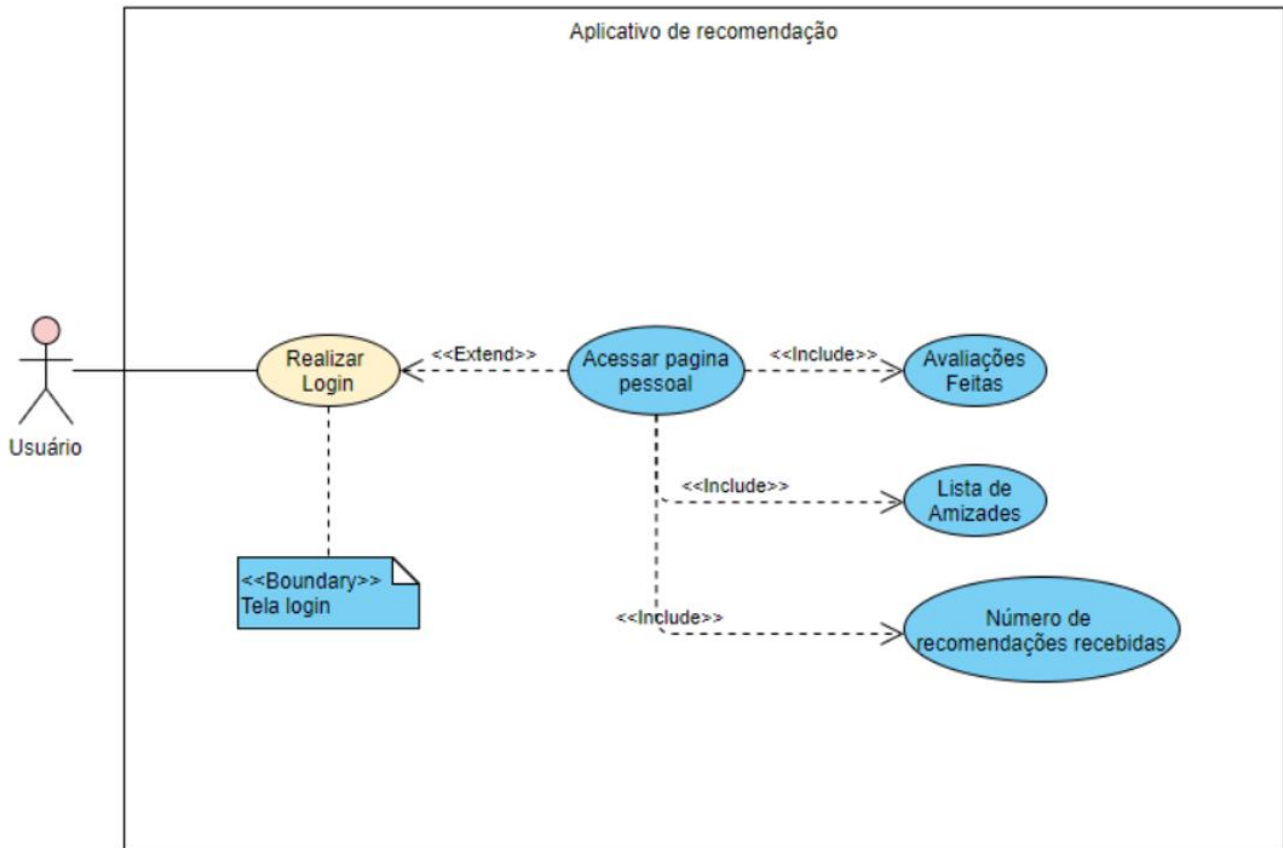 Aplicativo de recomendação
Realizar
Login
<<Extend>>
Acessar pagina
pessoal
<<Include>>
Avaliações
Feitas
Usuário
<<Include>>
Lista de
Amizades
<<Boundary>>
Tela login
<<Include>>
Número de
recomendações recebidas